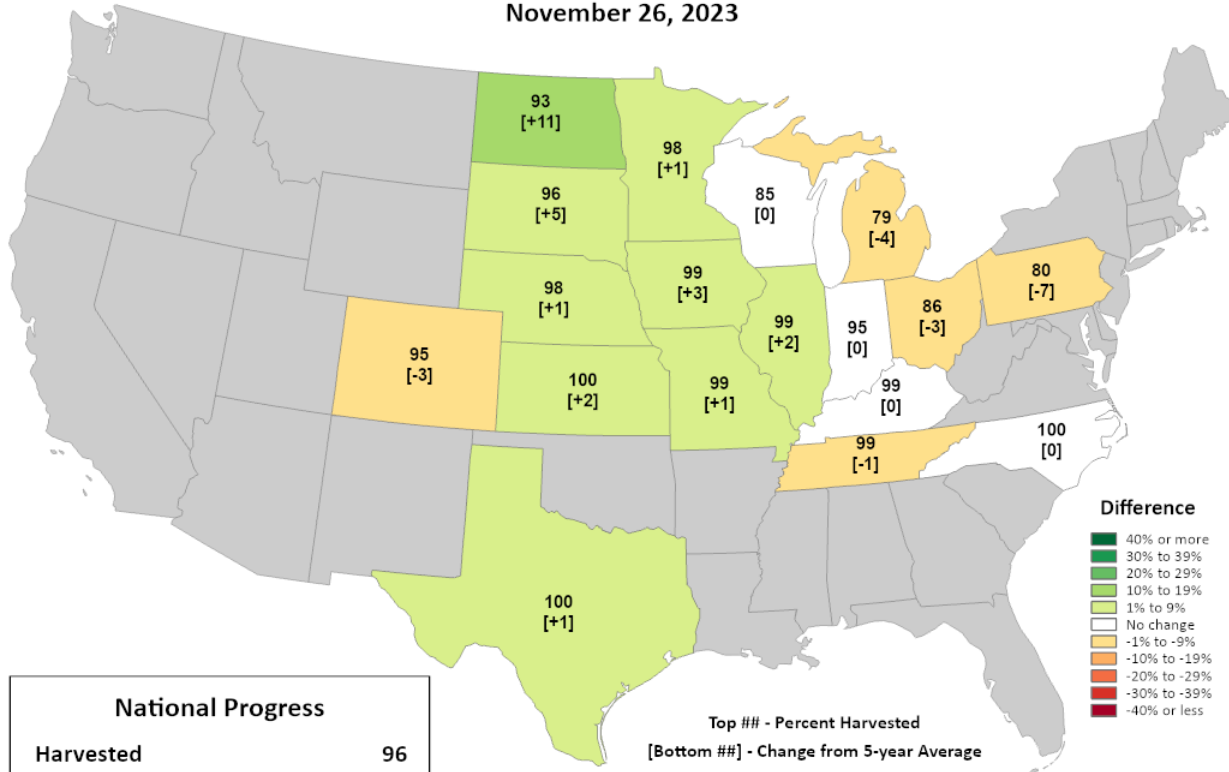 November 26, 2023
93
[+11]
98
[+1]
96
[+5]
85
[0]
79
[-4]
98
[+1]
99
[+3]
80
[-7]
86
[-3]
99
[+2]
95
[0]
95
[-3]
100
[+2]
99
[+1]
99
[0]
99
[-1]
100
[0]
100
[+1]
Difference
40% or more
30% to 39%
20% to 29%
10% to 19%
1% to 9%
No change
-1% to -9%
-10% to -19%
-20% to -29%
-30% to -39%
-40% or less
National Progress
Harvested 96
Top ## - Percent Harvested
[Bottom ##] - Change from 5-year Average